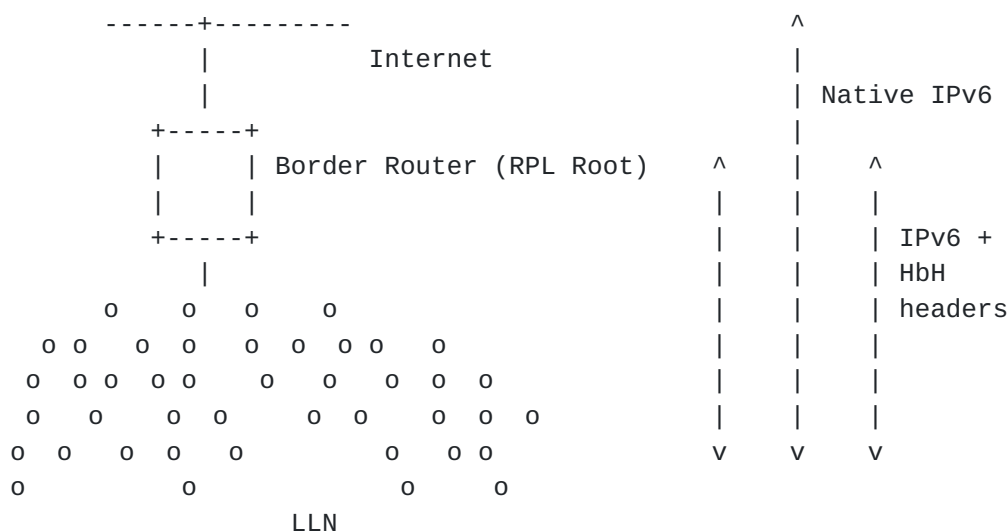 ------+---------                            ^
|          Internet                   |
|                                     | Native IPv6
+-----+                                  |
|     | Border Router (RPL Root)    ^    |    ^
|     |                             |    |    |
+-----+                             |    |    | IPv6 +
|                                |    |    | HbH
o    o   o    o                        |    |    | headers
o o   o  o   o  o  o o   o                 |    |    |
o  o o  o o    o   o   o  o  o              |    |    |
o   o    o  o     o  o    o  o  o           |    |    |
o  o   o  o   o         o   o o              v    v    v
o          o             o     o
LLN